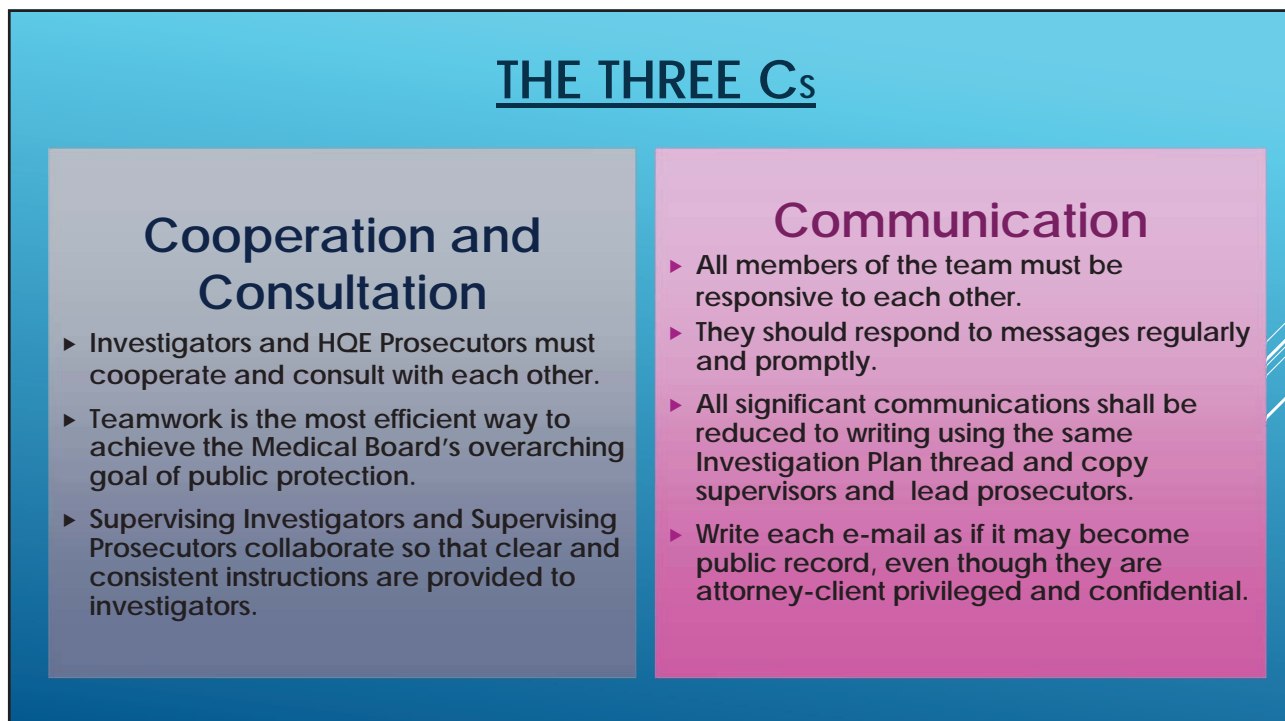 THE THREE Cs
Cooperation and
Consultation
▶ Investigators and HQE Prosecutors must
cooperate and consult with each other.
▶ Teamwork is the most efficient way to
achieve the Medical Board's overarching
goal of public protection.
▶ Supervising Investigators and Supervising
Prosecutors collaborate so that clear and
consistent instructions are provided to
investigators.
Communication
▶ All members of the team must be
responsive to each other.
▶ They should respond to messages regularly
and promptly.
▶ All significant communications shall be
reduced to writing using the same
Investigation Plan thread and copy
supervisors and lead prosecutors.
▶ Write each e-mail as if it may become
public record, even though they are
attorney-client privileged and confidential.